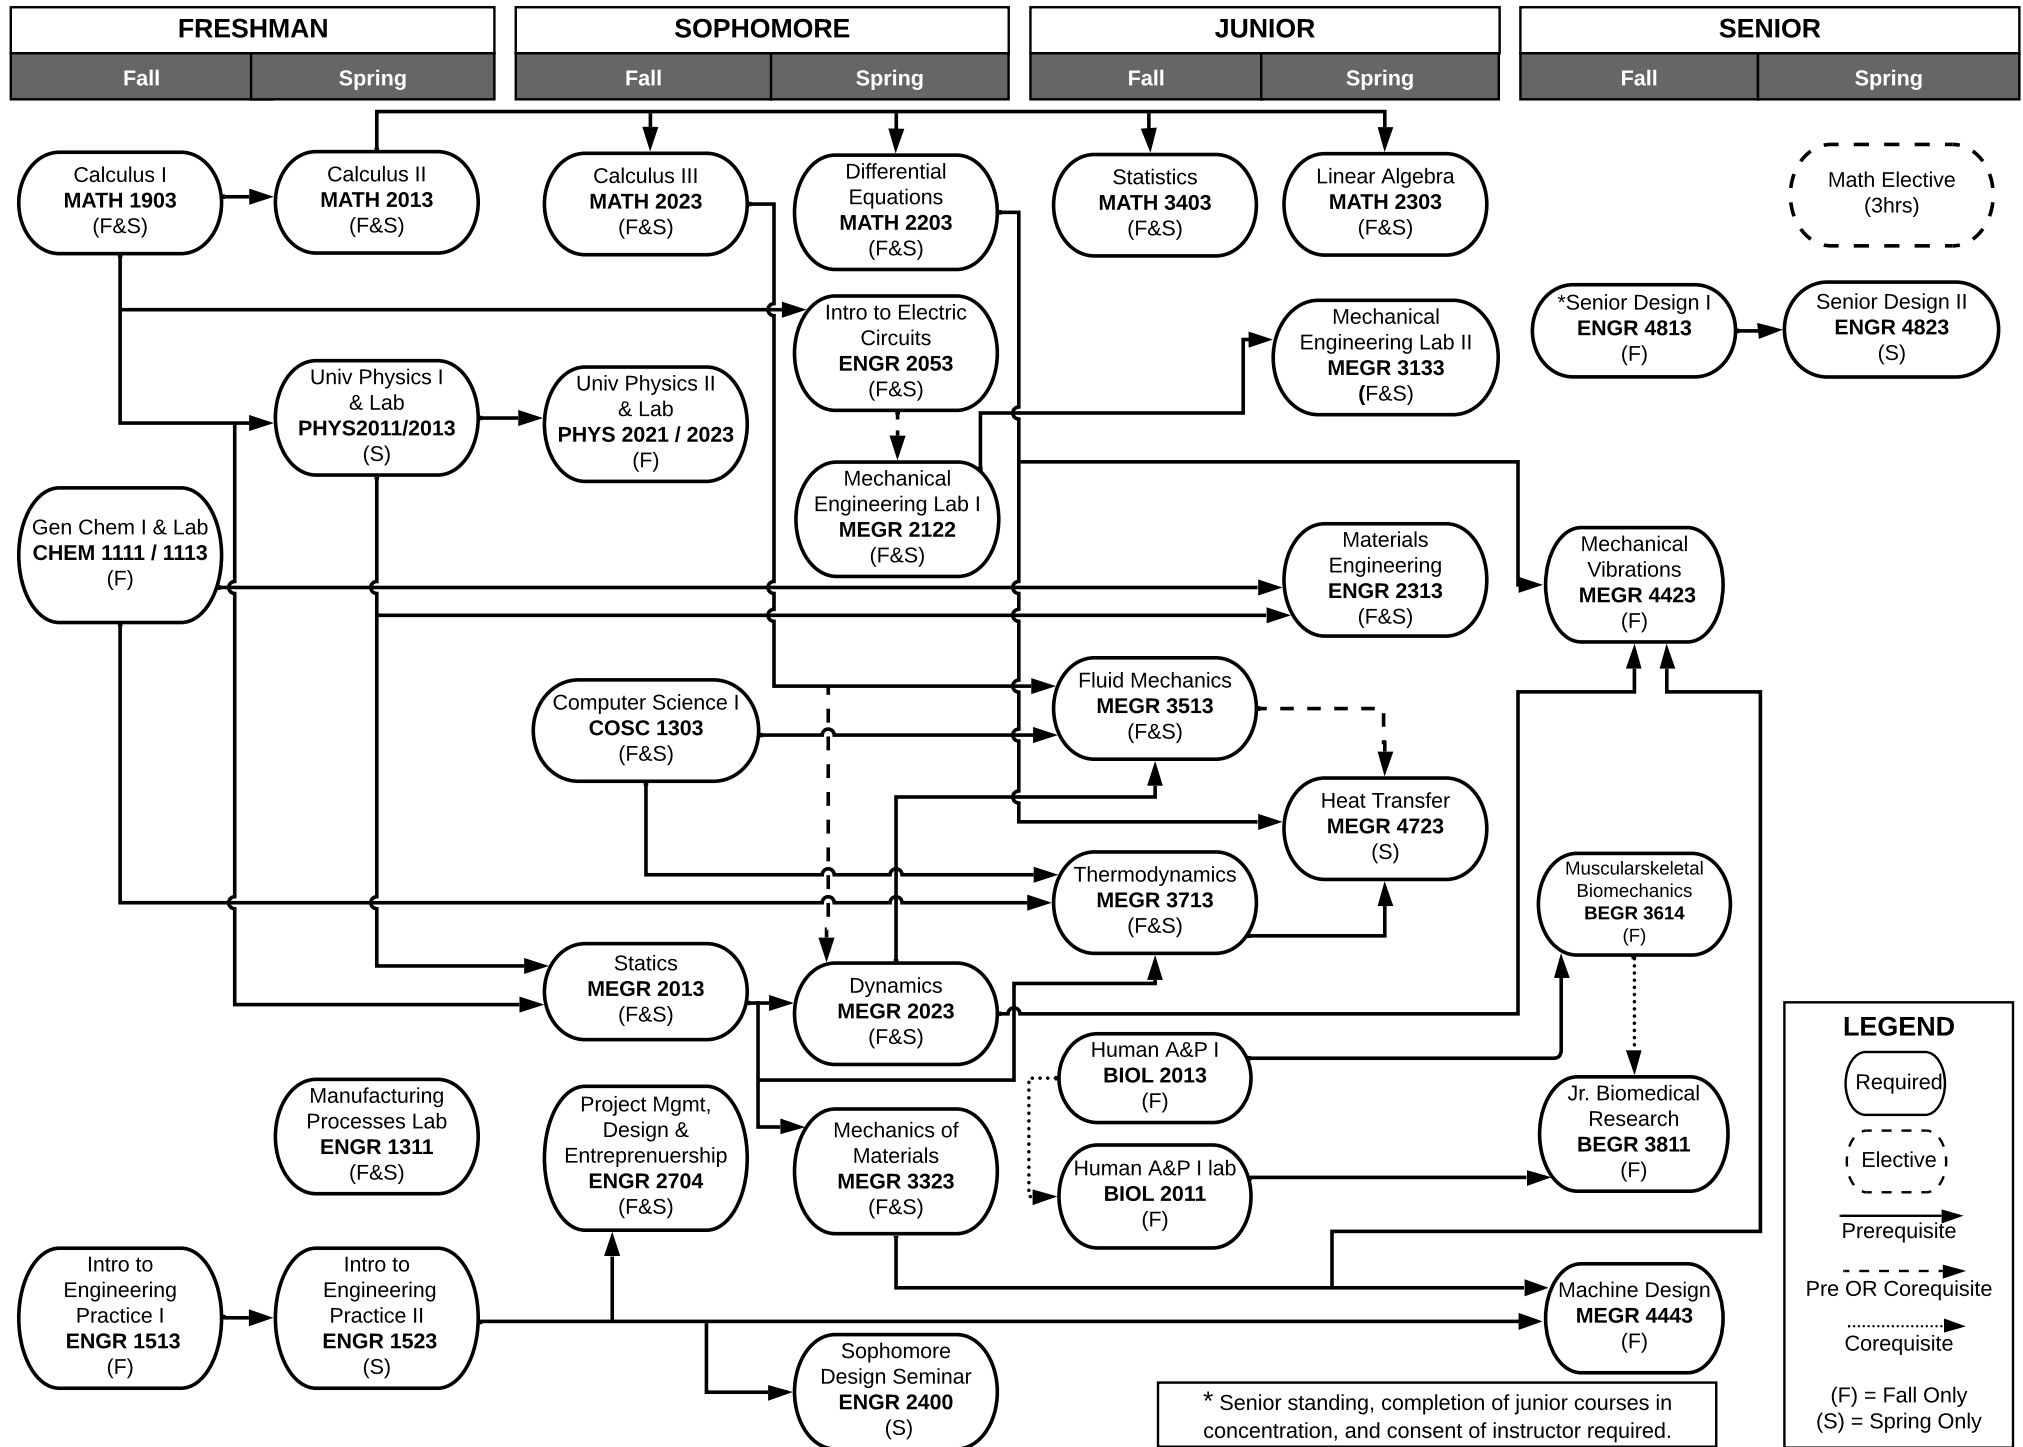 FRESHMAN
Fall
Spring
SOPHOMORE
Fall
Spring
JUNIOR
Fall
Spring
SENIOR
Fall
Spring
Calculus I
MATH 1903
(F&S)
Calculus II
MATH 2013
(F&S)
Calculus III
MATH 2023
(F&S)
Differential
Equations
MATH 2203
(F&S)
Statistics
MATH 3403
(F&S)
Linear Algebra
MATH 2303
(F&S)
Math Elective
(3hrs)
Intro to Electric
Circuits
ENGR 2053
(F&S)
Mechanical
Engineering Lab II
MEGR 3133
(F&S)
*Senior Design I
ENGR 4813
(F)
Senior Design II
ENGR 4823
(S)
Univ Physics I
& Lab
PHYS2011/2013
(S)
Univ Physics II
& Lab
PHYS 2021 / 2023
(F)
Mechanical
Engineering Lab I
MEGR 2122
(F&S)
Gen Chem I & Lab
CHEM 1111 / 1113
(F)
Materials
Engineering
ENGR 2313
(F&S)
Mechanical
Vibrations
MEGR 4423
(F)
Computer Science I
COSC 1303
(F&S)
Fluid Mechanics
MEGR 3513
(F&S)
Heat Transfer
MEGR 4723
(S)
Thermodynamics
MEGR 3713
(F&S)
Muscularskeletal
Biomechanics
BEGR 3614
(F)
Statics
MEGR 2013
(F&S)
Dynamics
MEGR 2023
(F&S)
Human A&P I
BIOL 2013
(F)
Jr. Biomedical
Research
BEGR 3811
(F)
Manufacturing
Processes Lab
ENGR 1311
(F&S)
Project Mgmt,
Design &
Entreprenuership
ENGR 2704
(F&S)
Mechanics of
Materials
MEGR 3323
(F&S)
Human A&P I lab
BIOL 2011
(F)
Intro to
Engineering
Practice I
ENGR 1513
(F)
Intro to
Engineering
Practice II
ENGR 1523
(S)
Sophomore
Design Seminar
ENGR 2400
(S)
Machine Design
MEGR 4443
(F)
* Senior standing, completion of junior courses in
concentration, and consent of instructor required.
LEGEND
Required
Elective
Prerequisite
Pre OR Corequisite
Corequisite
(F) = Fall Only
(S) = Spring Only